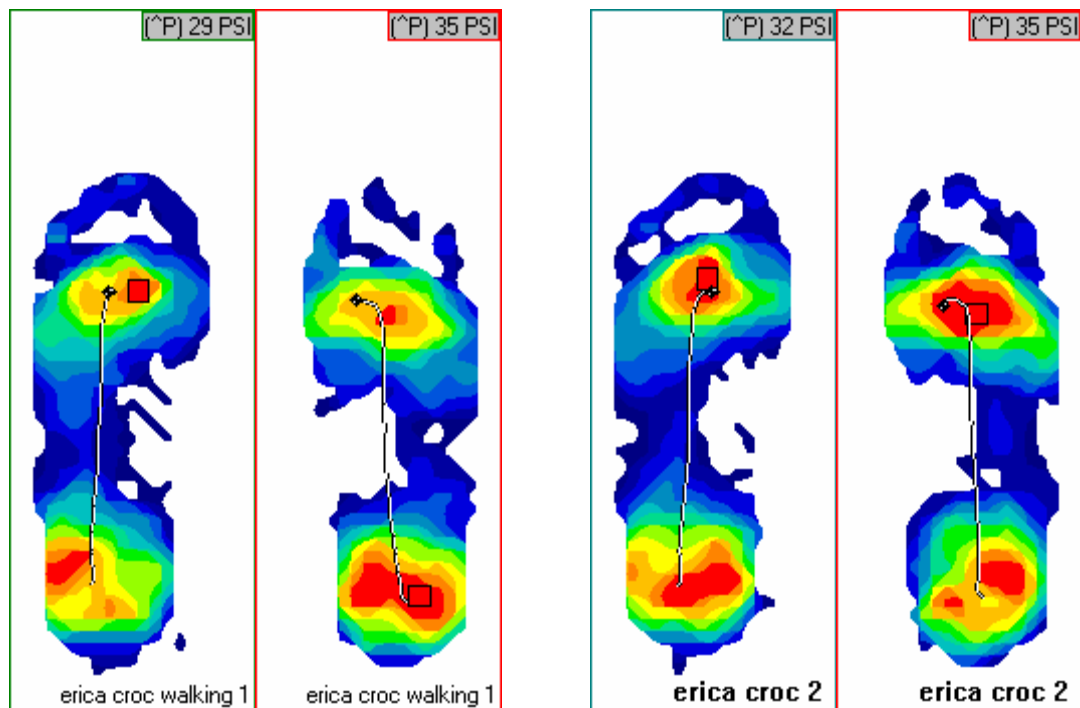 (^P) 29 PSI
(^P) 35 PSI
(^P) 32 PSI
(^P) 35 PSI
erica croc walking 1
erica croc walking 1
erica croc 2
erica croc 2